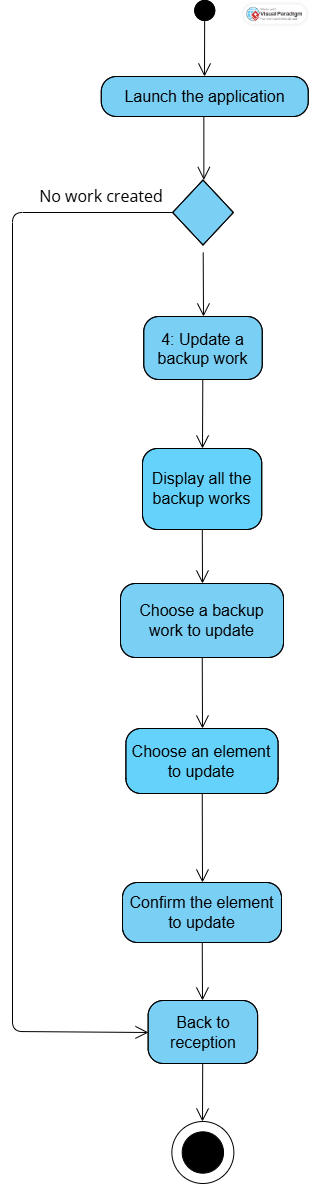 Visual Paradigm
Launch the application
No work created
4: Update a
backup work
Display all the
backup works
Choose a backup
work to update
Choose an element
to update
Confirm the element
to update
Back to
reception